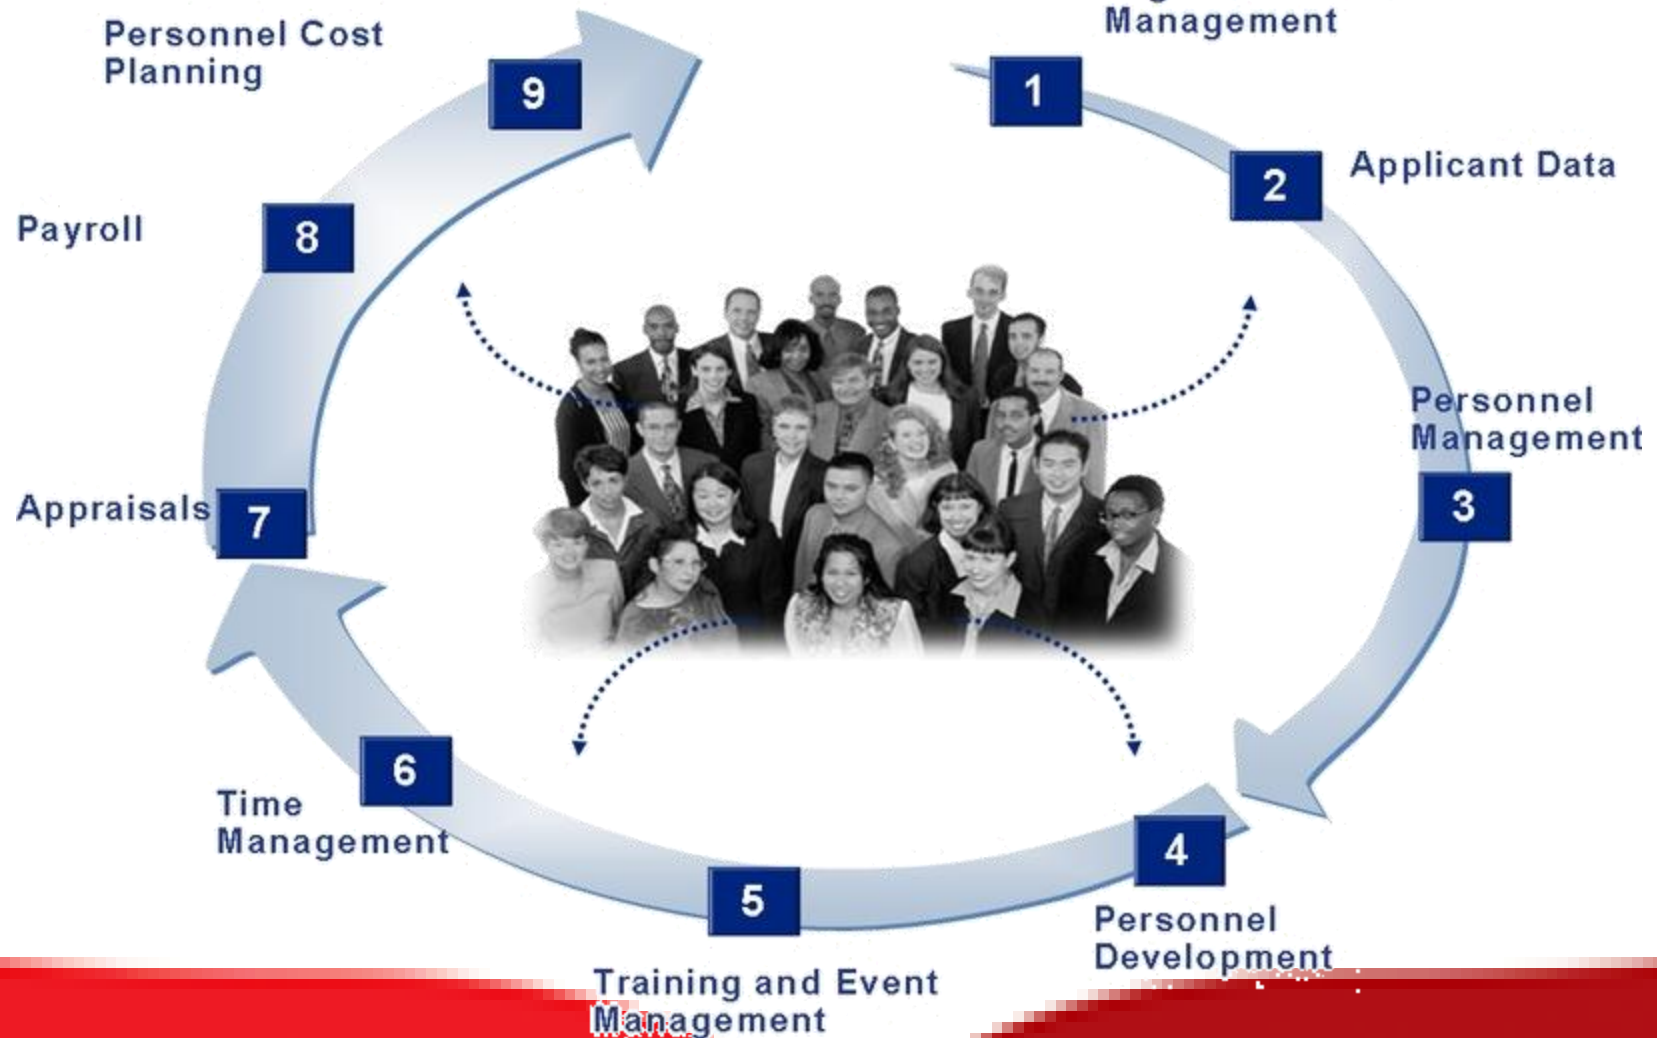 Management
1
2
Applicant Data
Personnel
Management
3
4
Personnel
Development
5
Training and Event
Management
6
Time
Management
7
Appraisals
8
Payroll
9
Personnel Cost
Planning